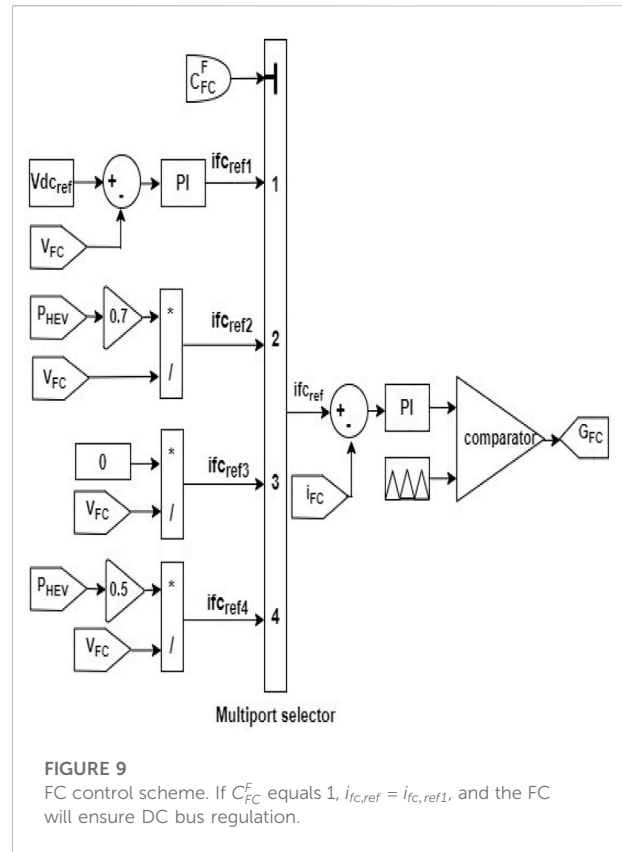 C_FC^F
Vdc_ref
+
-
PI
ifc_ref1
1
V_FC
P_HEV
0.7
*
ifc_ref2
2
V_FC
/
ifc_ref
+
-
PI
comparator
G_FC
0
*
ifc_ref3
3
i_FC
V_FC
/
P_HEV
0.5
*
ifc_ref4
4
V_FC
/
Multiport selector
FIGURE 9
FC control scheme. If C_FC^F equals 1, i_fc,ref = i_fc,ref1, and the FC
will ensure DC bus regulation.